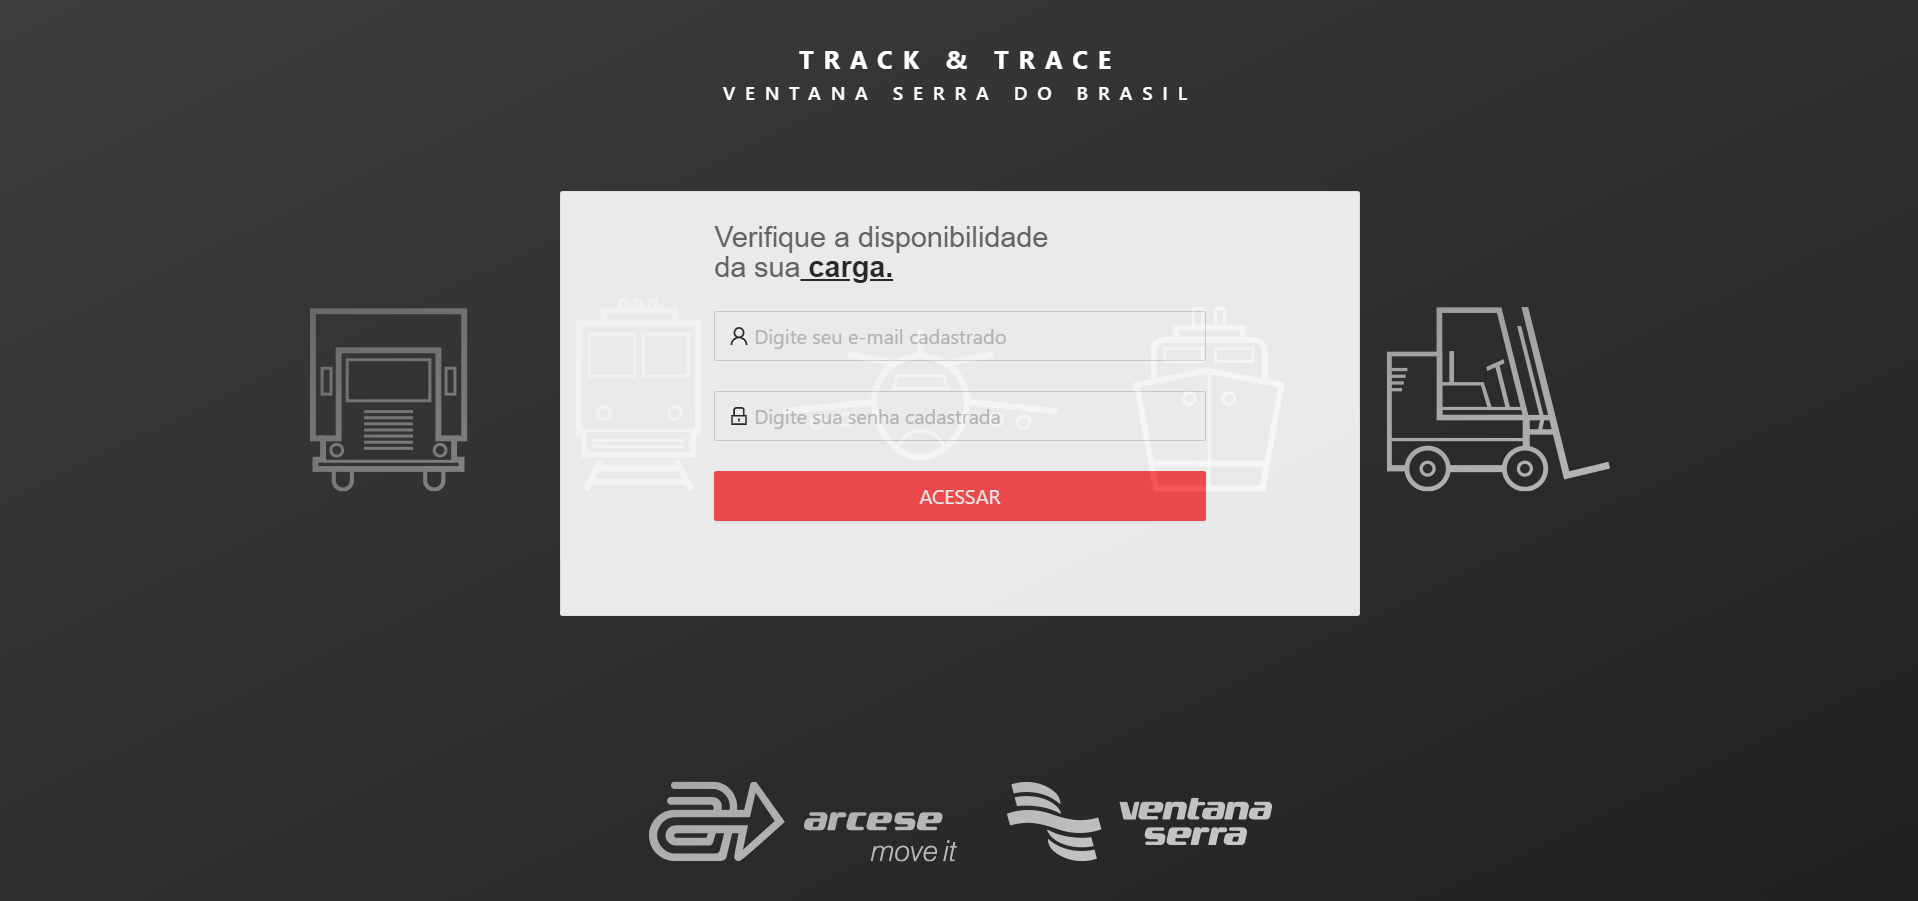 TRACK & TRACE
VENTANA SERRA DO BRASIL
Verifique a disponibilidade
da sua carga.
Digite seu e-mail cadastrado
Digite sua senha cadastrada
ACESSAR
arcese
move it
ventana
serra